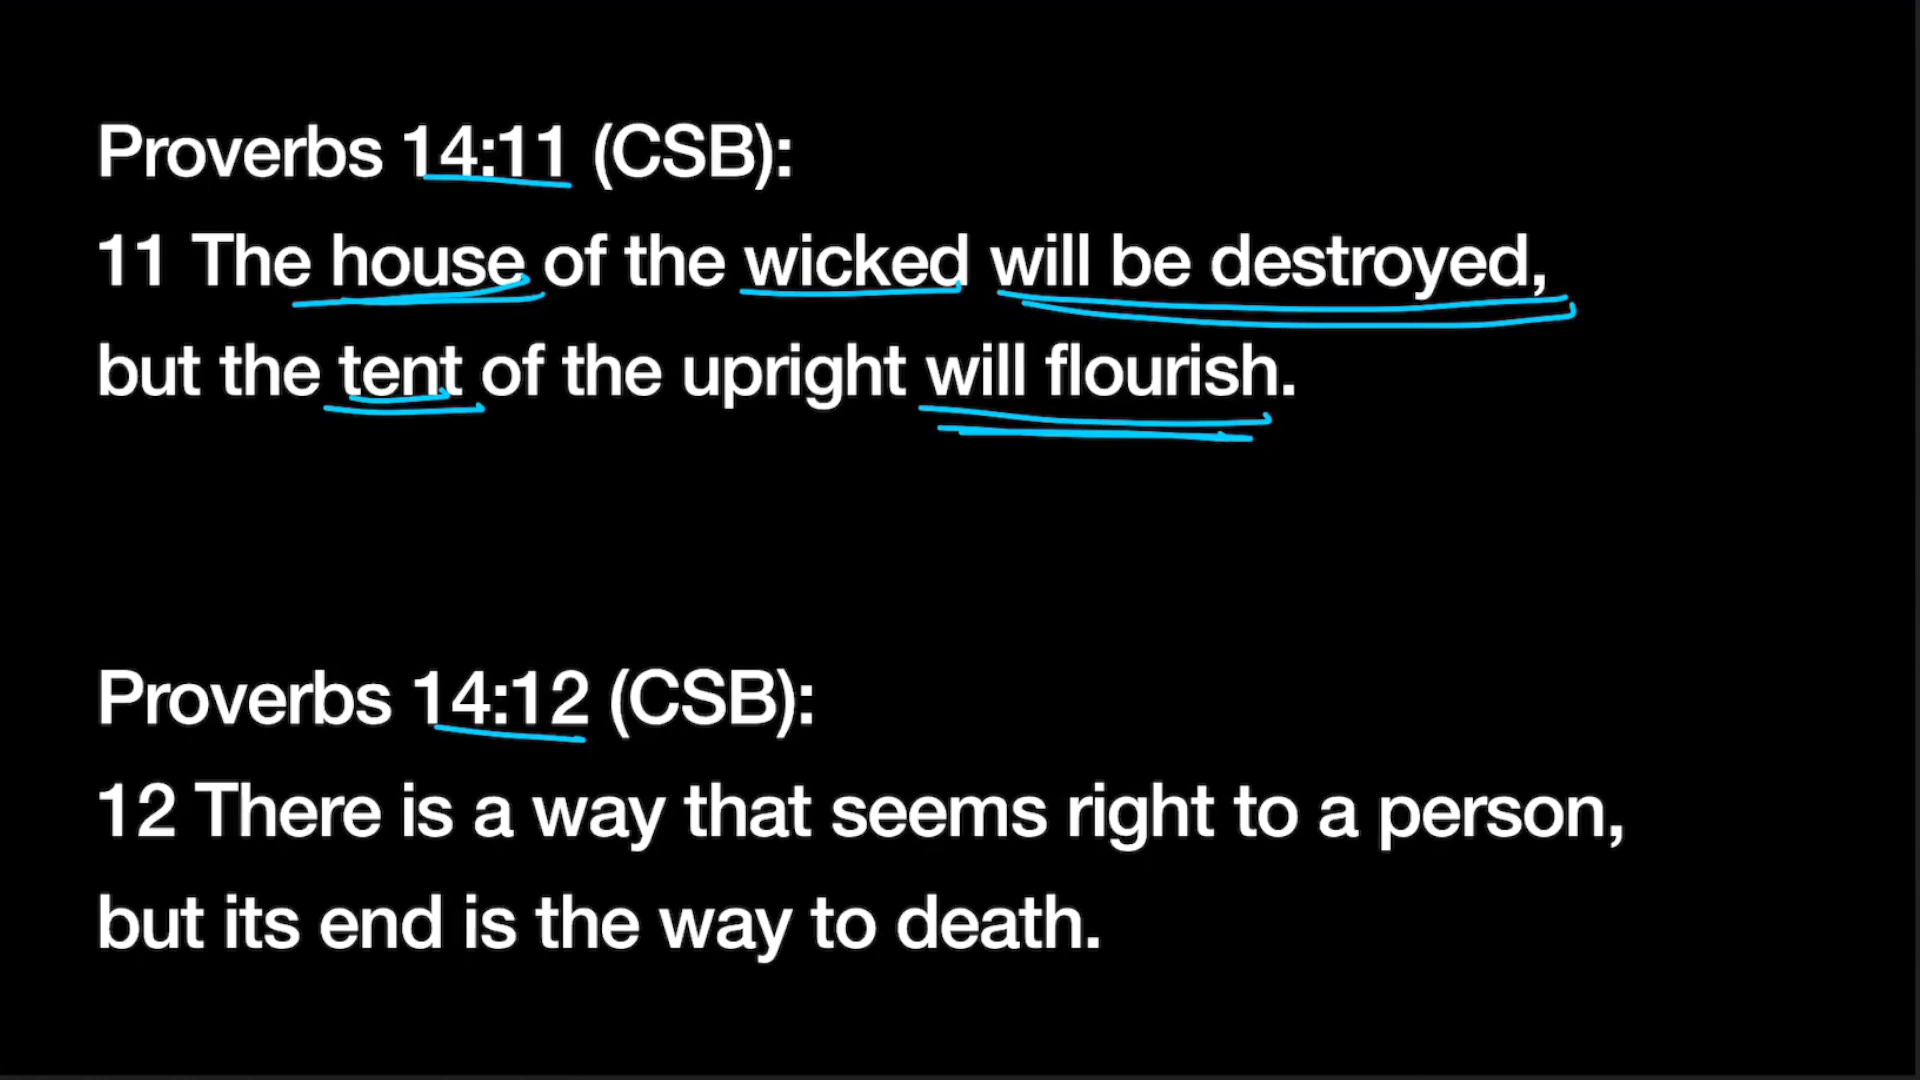 Proverbs 14:11 (CSB):
11 The house of the wicked will be destroyed,
but the tent of the upright will flourish.
Proverbs 14:12 (CSB):
12 There is a way that seems right to a person,
but its end is the way to death.